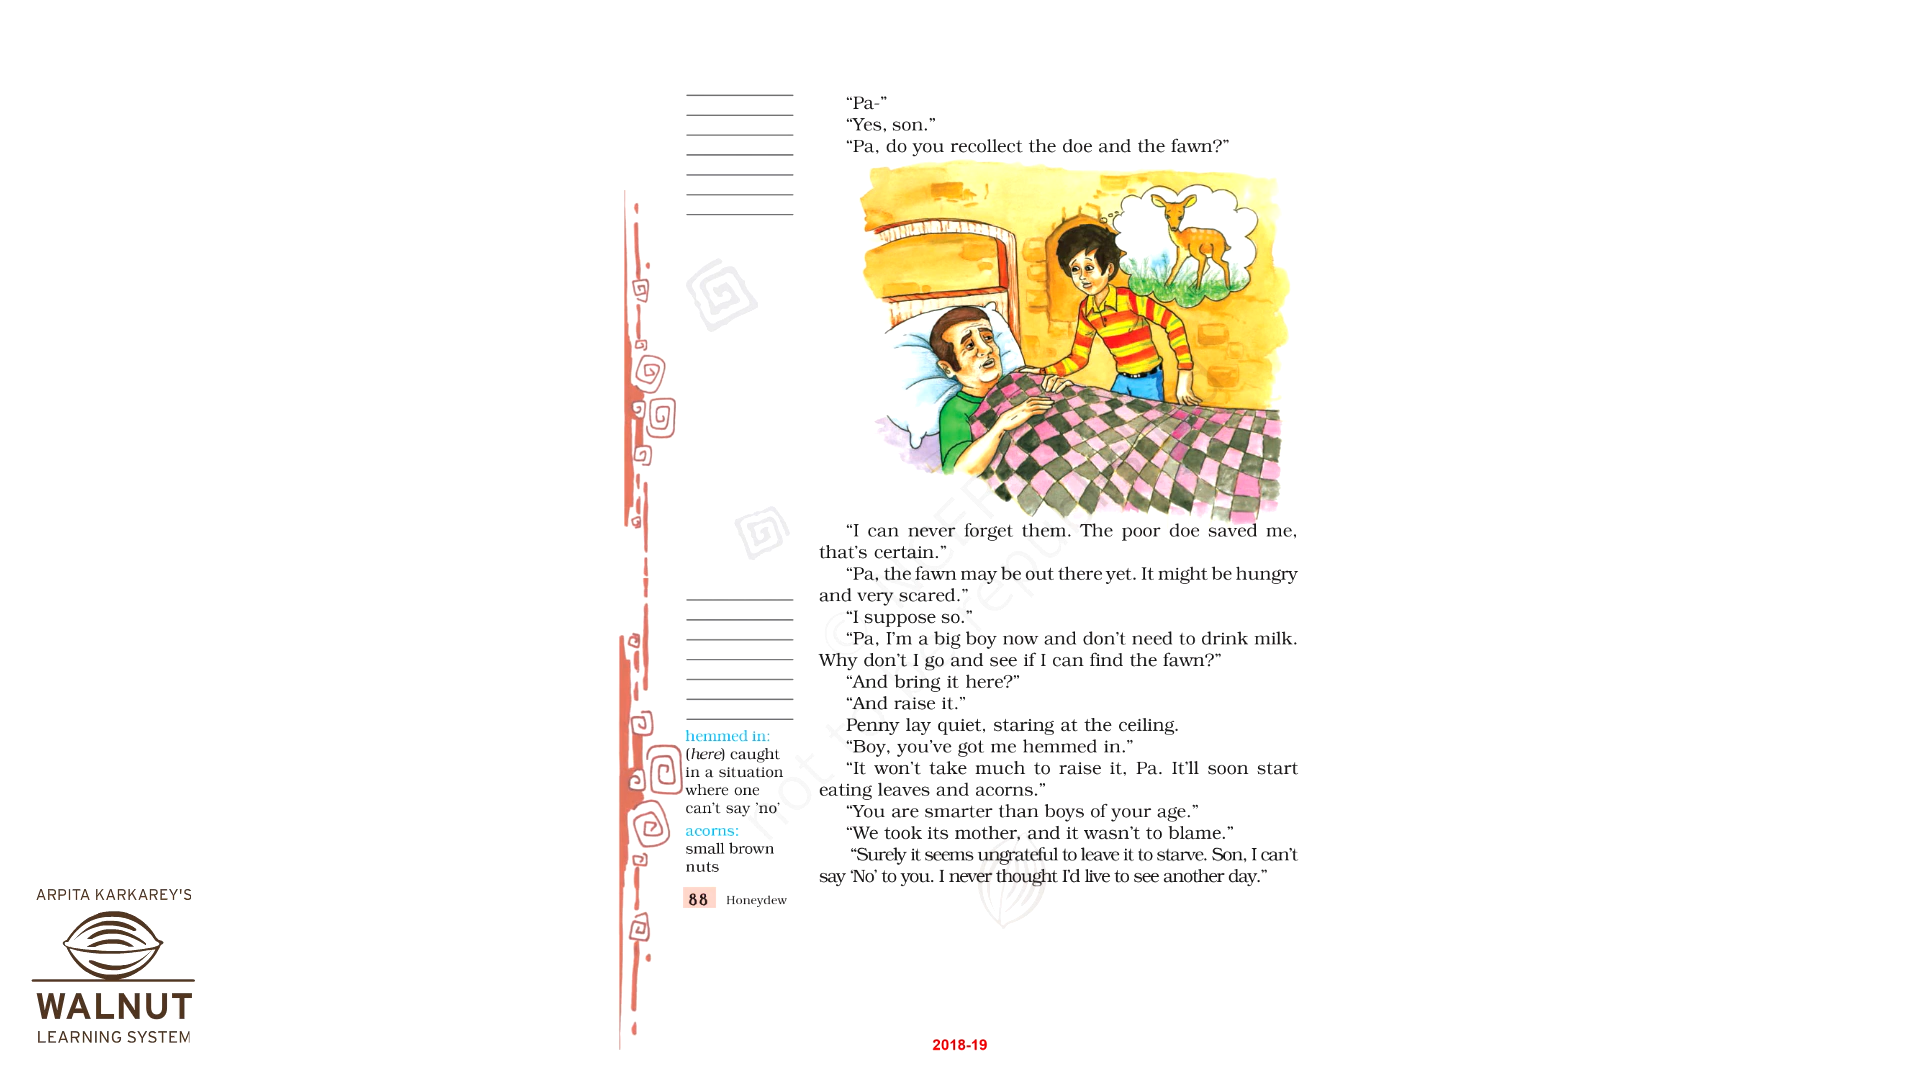 “Pa-”
“Yes, son.”
“Pa, do you recollect the doe and the fawn?”
“I can never forget them. The poor doe saved me,
that’s certain.”
“Pa, the fawn may be out there yet. It might be hungry
and very scared.”
“I suppose so.”
“Pa, I’m a big boy now and don’t need to drink milk.
Why don’t I go and see if I can find the fawn?”
“And bring it here?”
“And raise it.”
Penny lay quiet, staring at the ceiling.
“Boy, you’ve got me hemmed in.”
“It won’t take much to raise it, Pa. It’ll soon start
eating leaves and acorns.”
“You are smarter than boys of your age.”
“We took its mother, and it wasn’t to blame.”
“Surely it seems ungrateful to leave it to starve. Son, I can’t
say ‘No’ to you. I never thought I’d live to see another day.”
hemmed in:
(here) caught
in a situation
where one
can’t say ’no’
acorns:
small brown
nuts
88 Honeydew
ARPITA KARKAREY'S
WALNUT
LEARNING SYSTEM
2018-19
not